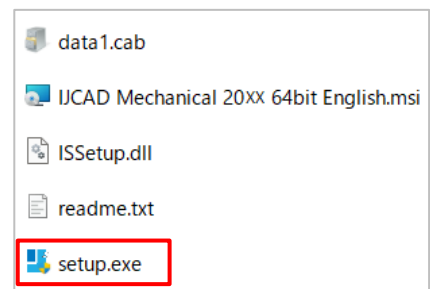 data1.cab
IJCAD Mechanical 20XX 64bit English.msi
ISSetup.dll
readme.txt
setup.exe